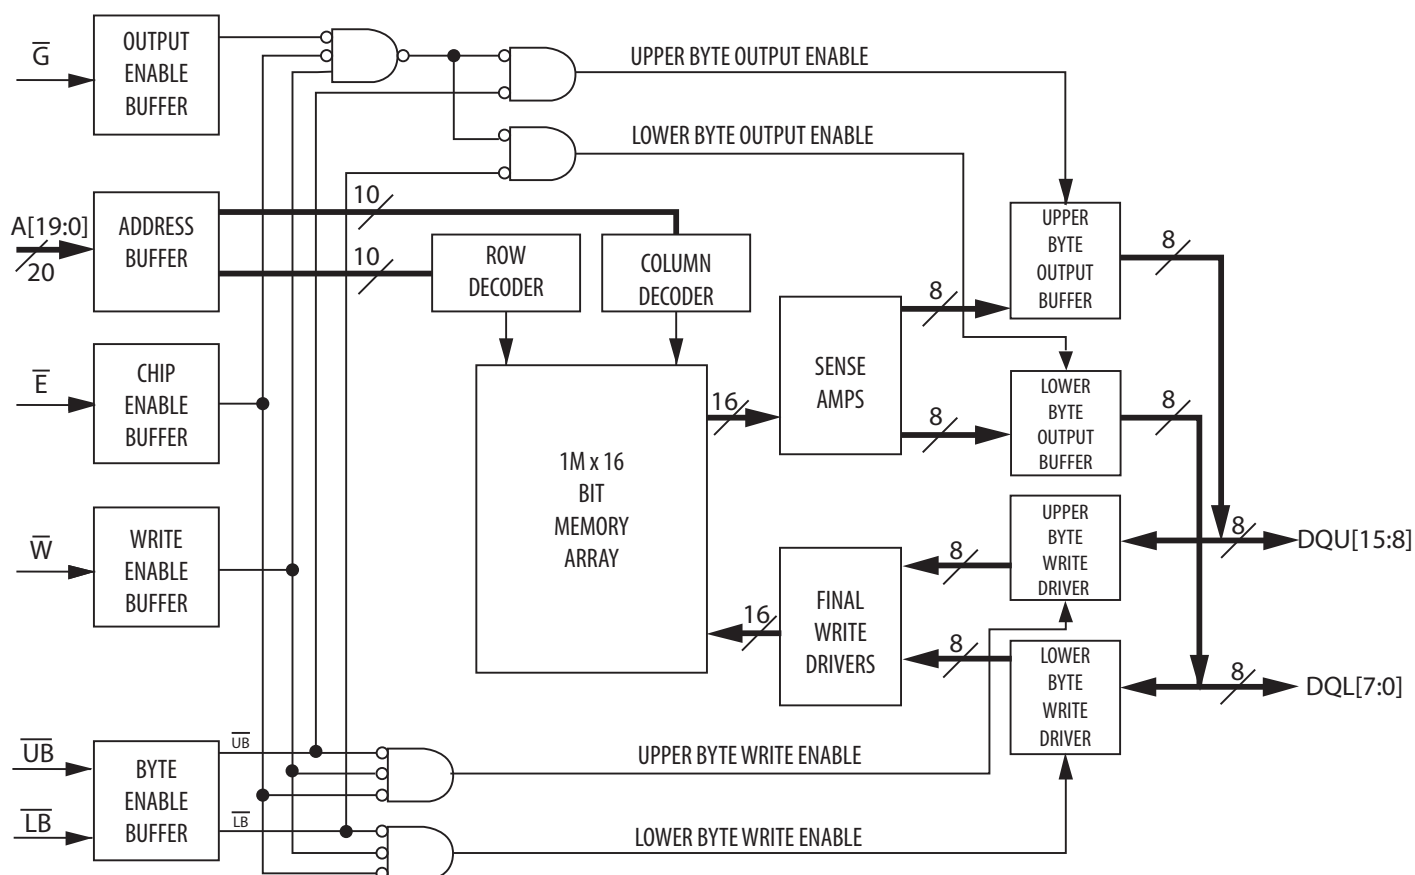 G̅
OUTPUT
ENABLE
BUFFER
UPPER BYTE OUTPUT ENABLE
LOWER BYTE OUTPUT ENABLE
A[19:0]
20
ADDRESS
BUFFER
10
10
ROW
DECODER
COLUMN
DECODER
UPPER
BYTE
OUTPUT
BUFFER
8
8
E̅
CHIP
ENABLE
BUFFER
1M x 16
BIT
MEMORY
ARRAY
16
SENSE
AMPS
8
LOWER
BYTE
OUTPUT
BUFFER
8
W̅
WRITE
ENABLE
BUFFER
16
FINAL
WRITE
DRIVERS
8
8
UPPER
BYTE
WRITE
DRIVER
8
DQU[15:8]
LOWER
BYTE
WRITE
DRIVER
8
DQL[7:0]
U̅B̅
L̅B̅
BYTE
ENABLE
BUFFER
U̅B̅
L̅B̅
UPPER BYTE WRITE ENABLE
LOWER BYTE WRITE ENABLE